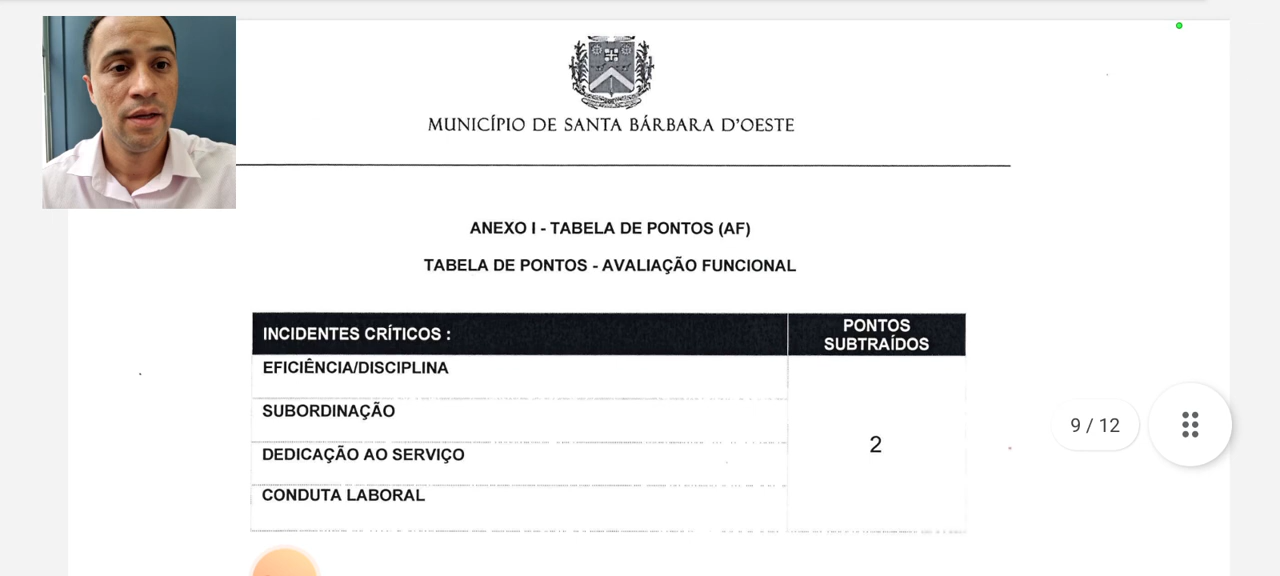 MUNICÍPIO DE SANTA BÁRBARA D'OESTE
ANEXO I - TABELA DE PONTOS (AF)
TABELA DE PONTOS - AVALIAÇÃO FUNCIONAL
INCIDENTES CRÍTICOS :
PONTOS
SUBTRAÍDOS
EFICIÊNCIA/DISCIPLINA
SUBORDINAÇÃO
DEDICAÇÃO AO SERVIÇO
CONDUTA LABORAL
2
9 / 12